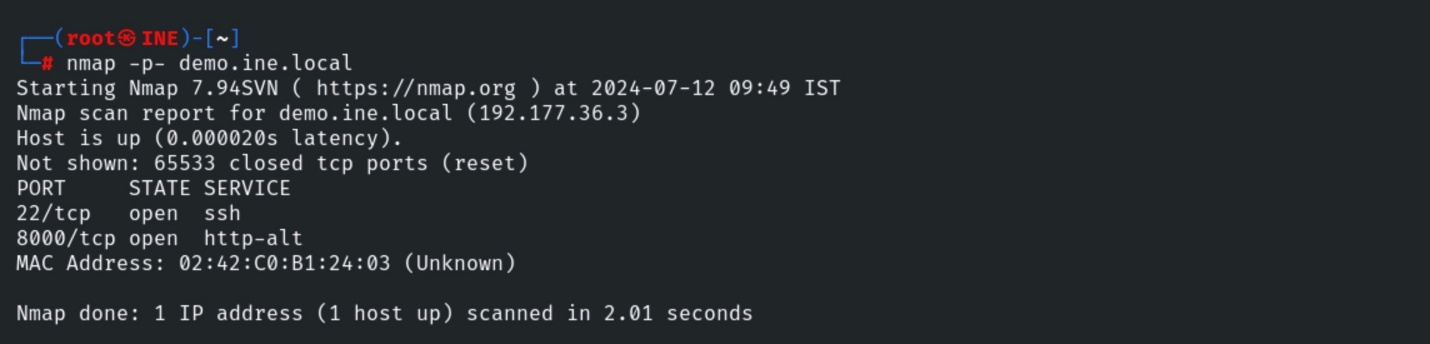 ┌──(root㉿INE)-[~]
└─# nmap -p- demo.ine.local
Starting Nmap 7.94SVN ( https://nmap.org ) at 2024-07-12 09:49 IST
Nmap scan report for demo.ine.local (192.177.36.3)
Host is up (0.000020s latency).
Not shown: 65533 closed tcp ports (reset)
PORT     STATE SERVICE
22/tcp   open  ssh
8000/tcp open  http-alt
MAC Address: 02:42:C0:B1:24:03 (Unknown)
Nmap done: 1 IP address (1 host up) scanned in 2.01 seconds